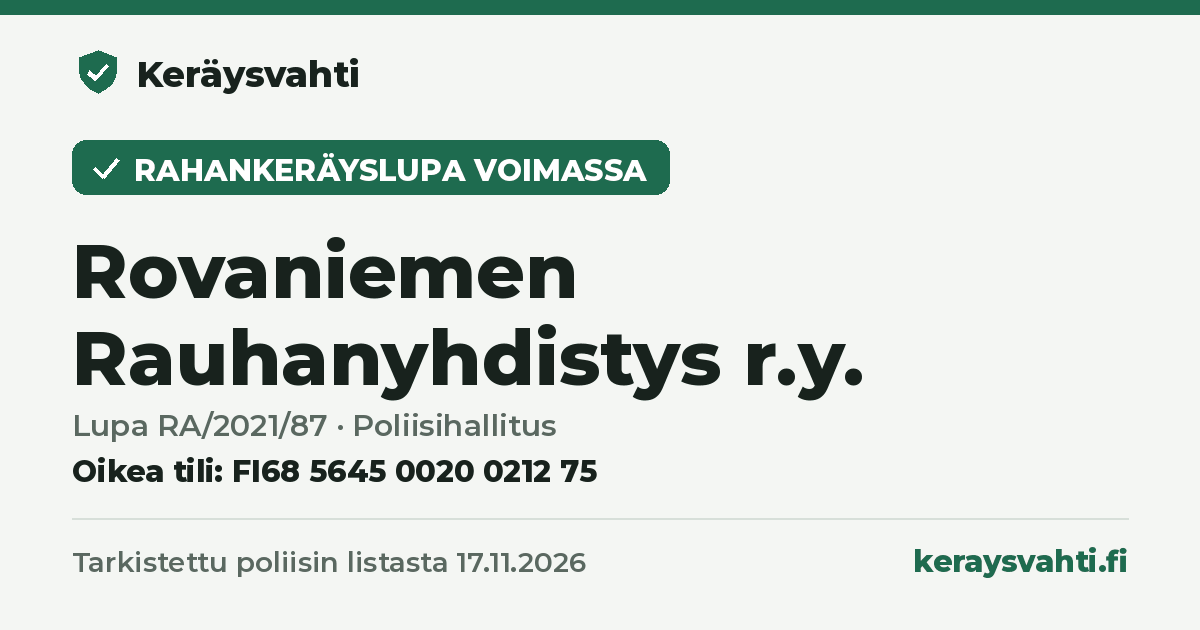 Keräysvahti
RAHANKERÄYSLUPA VOIMASSA
Rovaniemen
Rauhanyhdistys r.y.
Lupa RA/2021/87 · Poliisihallitus
Oikea tili: FI68 5645 0020 0212 75
Tarkistettu poliisin listasta 17.11.2026
keraysvahti.fi